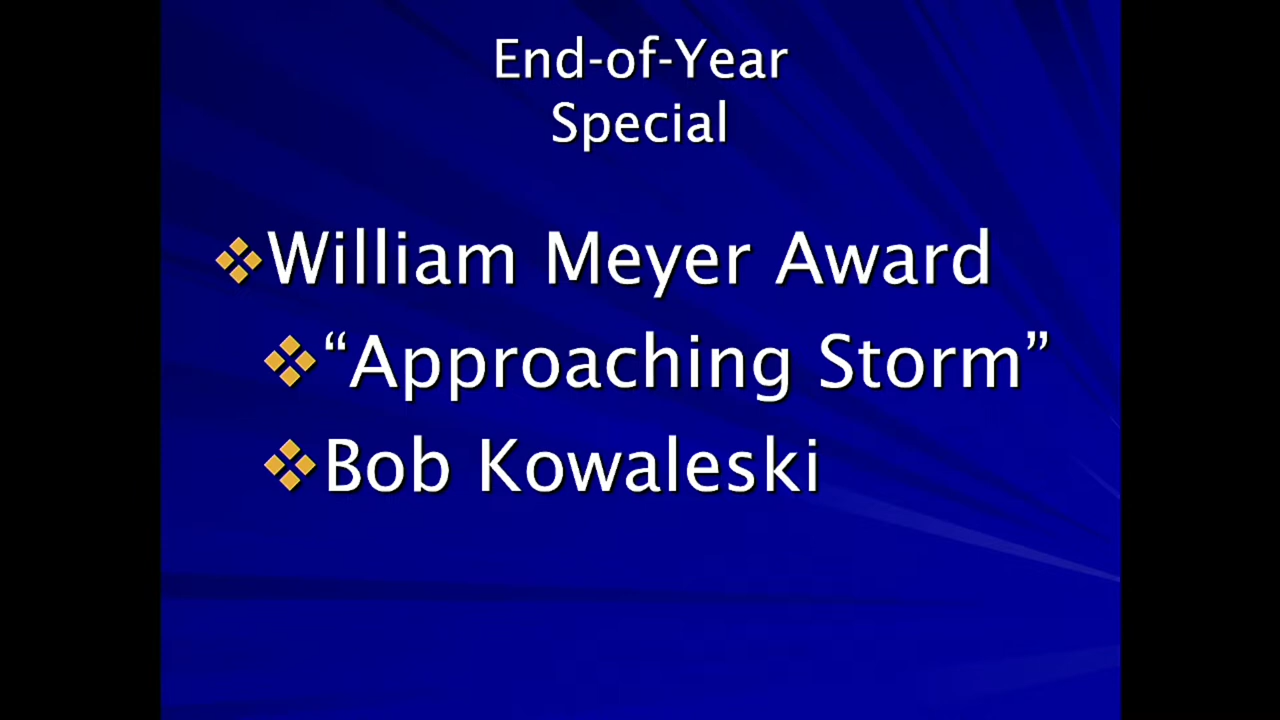 End-of-Year
Special
William Meyer Award
“Approaching Storm”
Bob Kowaleski